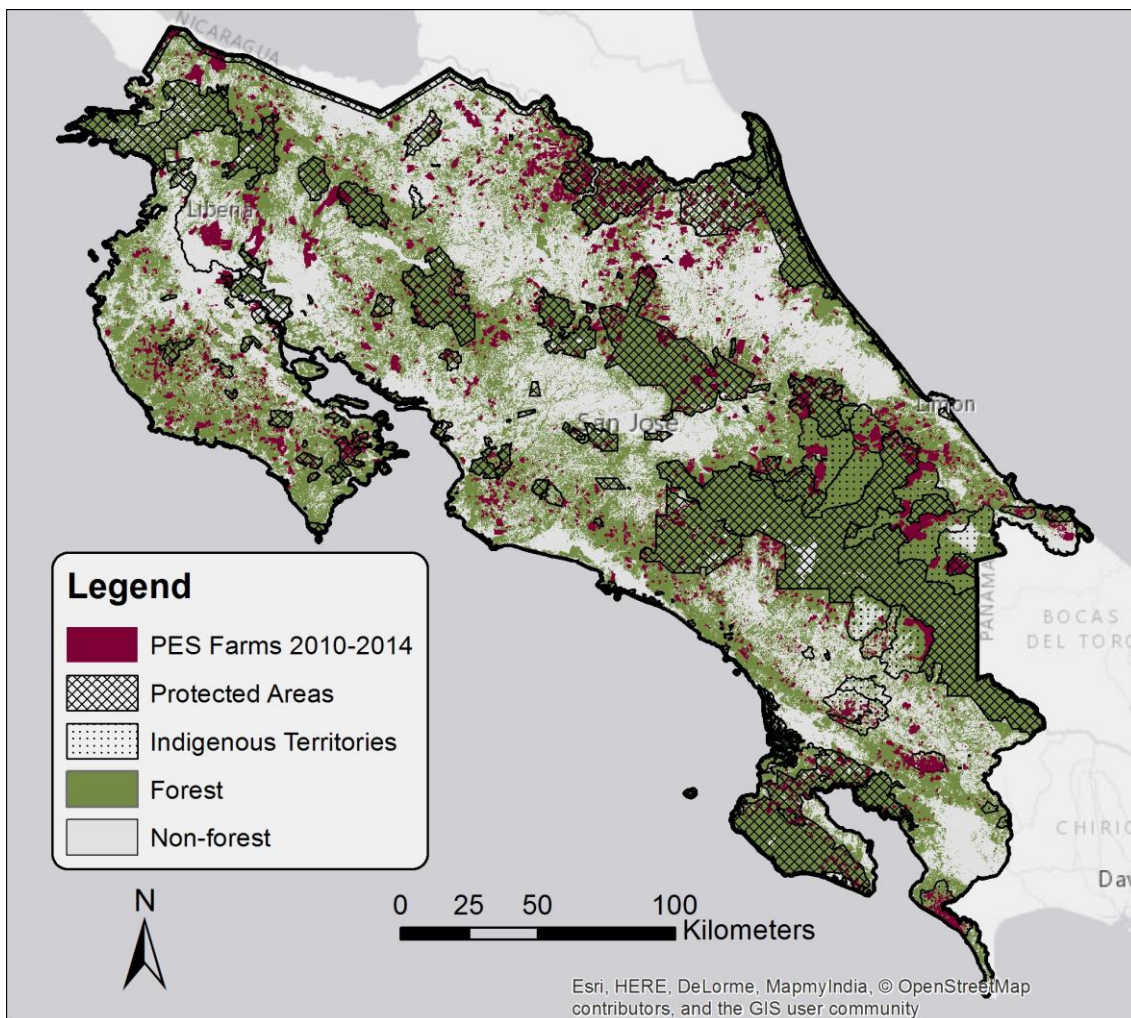 NICARAGUA
Liberia
San Jose
Limon
PANAMA
BOCAS
DEL TORO
CHIRIQ
Dav
Legend
PES Farms 2010-2014
Protected Areas
Indigenous Territories
Forest
Non-forest
N
0 25 50 100
Kilometers
Esri, HERE, DeLorme, MapmyIndia, © OpenStreetMap
contributors, and the GIS user community